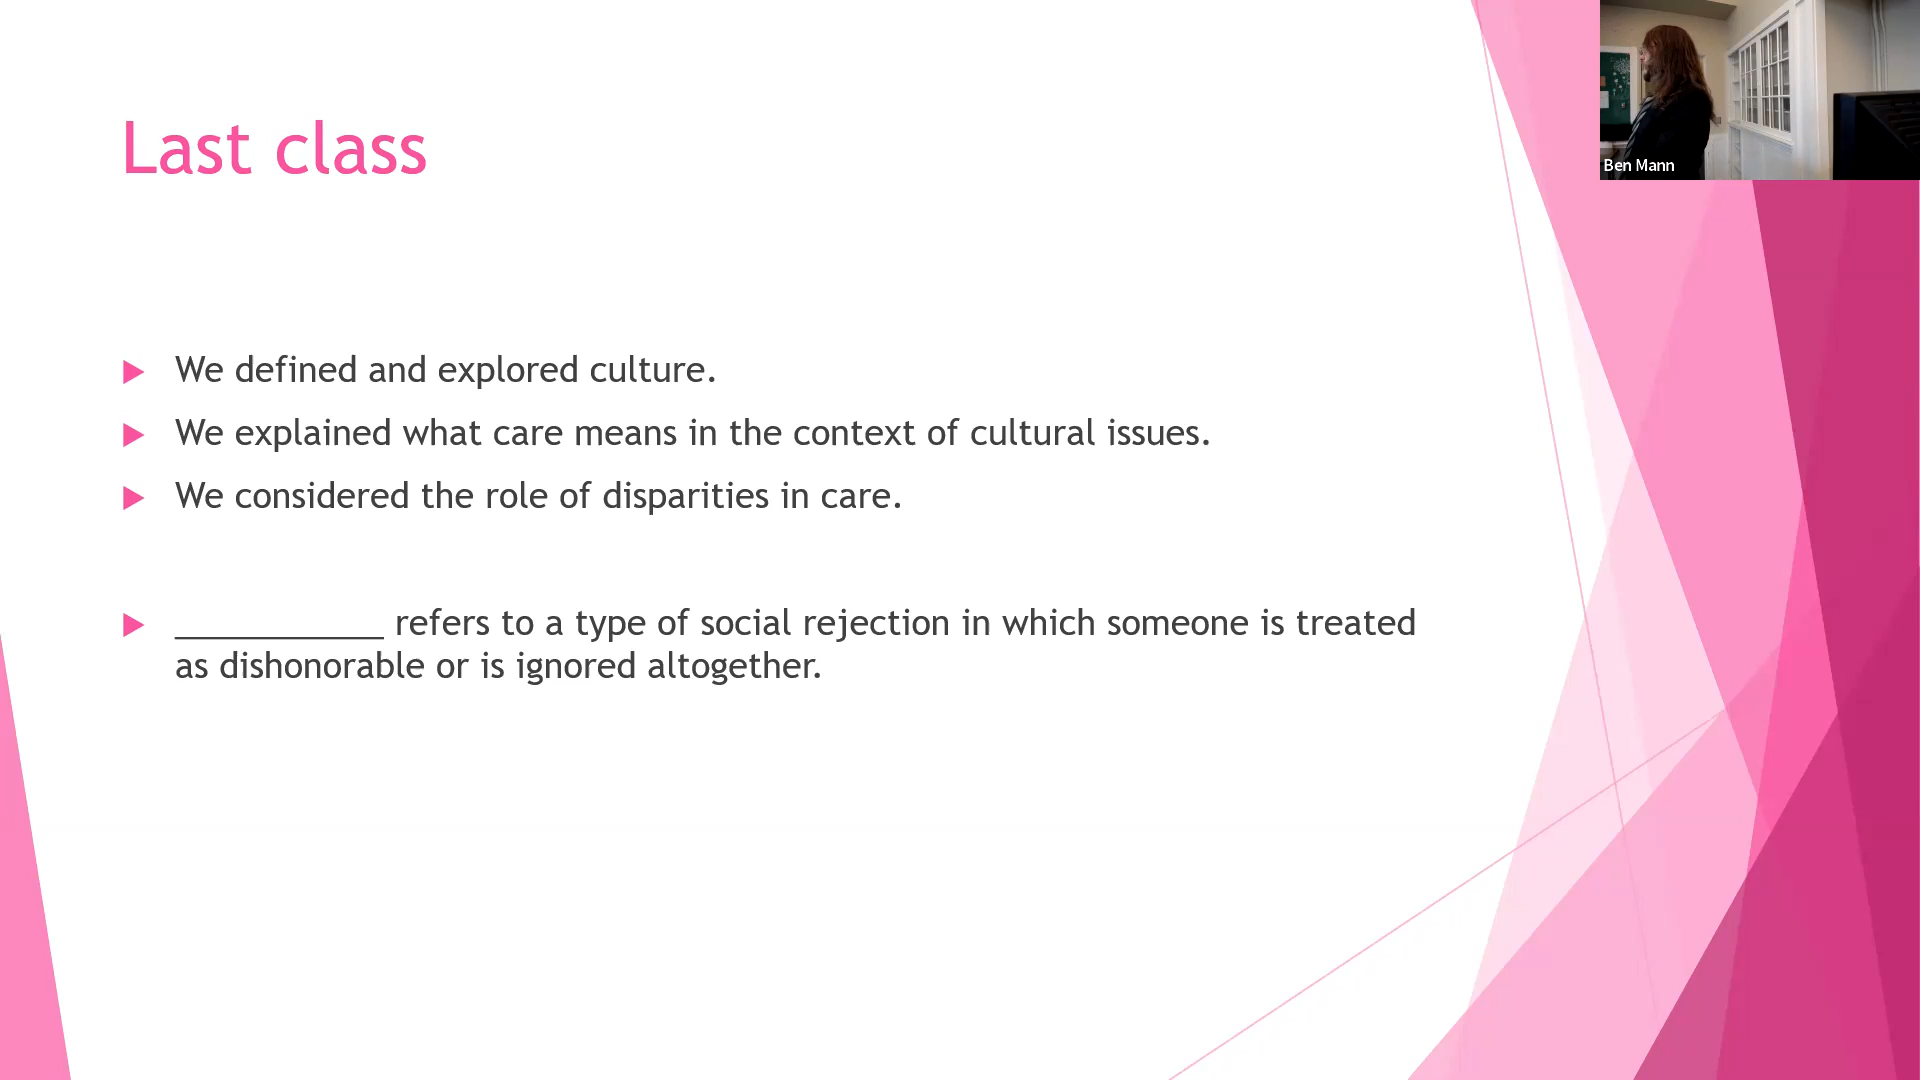 Last class
Ben Mann
We defined and explored culture.
We explained what care means in the context of cultural issues.
We considered the role of disparities in care.
___________ refers to a type of social rejection in which someone is treated
as dishonorable or is ignored altogether.